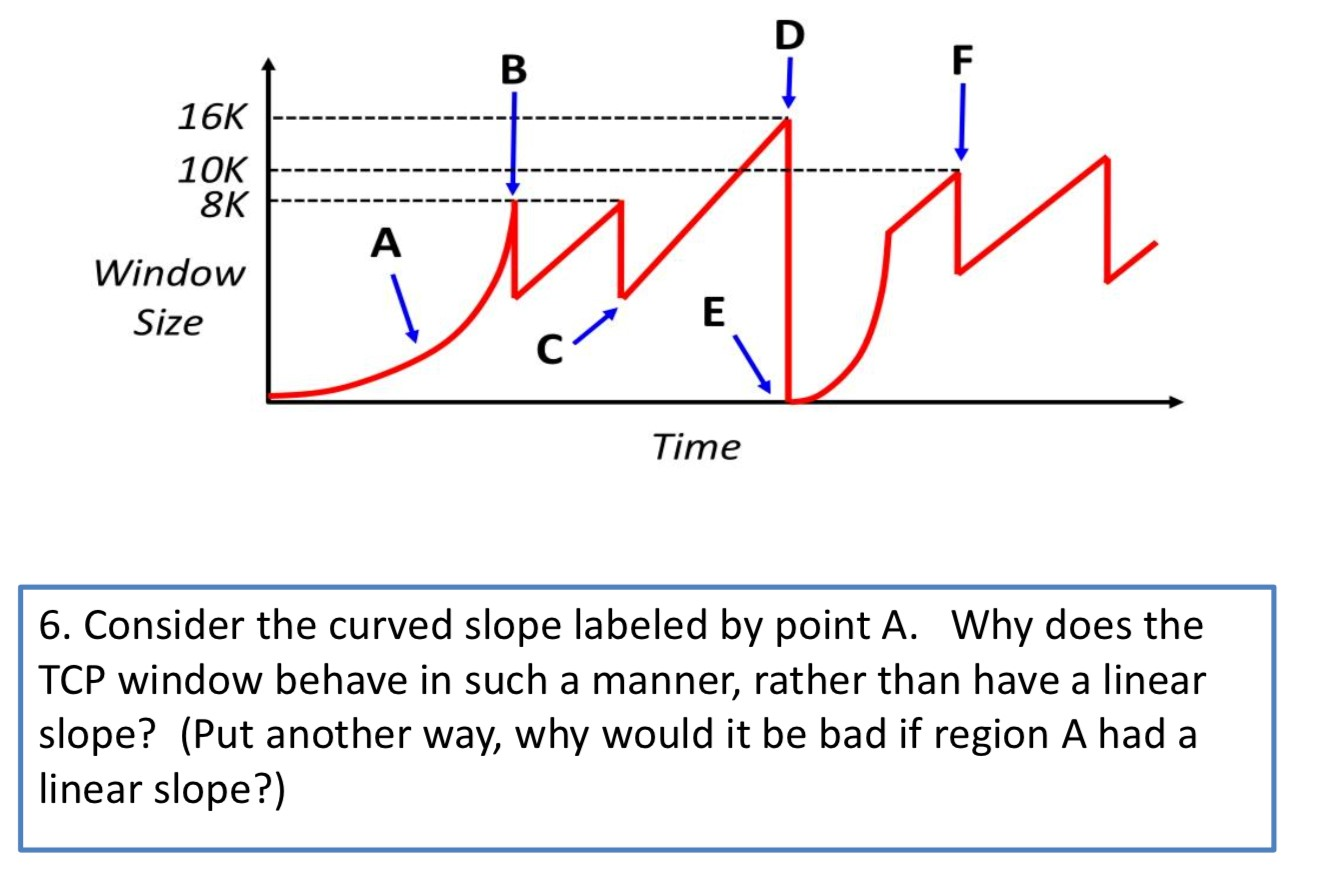 D
B
F
16K
10K
8K
A
Window
Size
E
C
Time
6. Consider the curved slope labeled by point A. Why does the
TCP window behave in such a manner, rather than have a linear
slope? (Put another way, why would it be bad if region A had a
linear slope?)